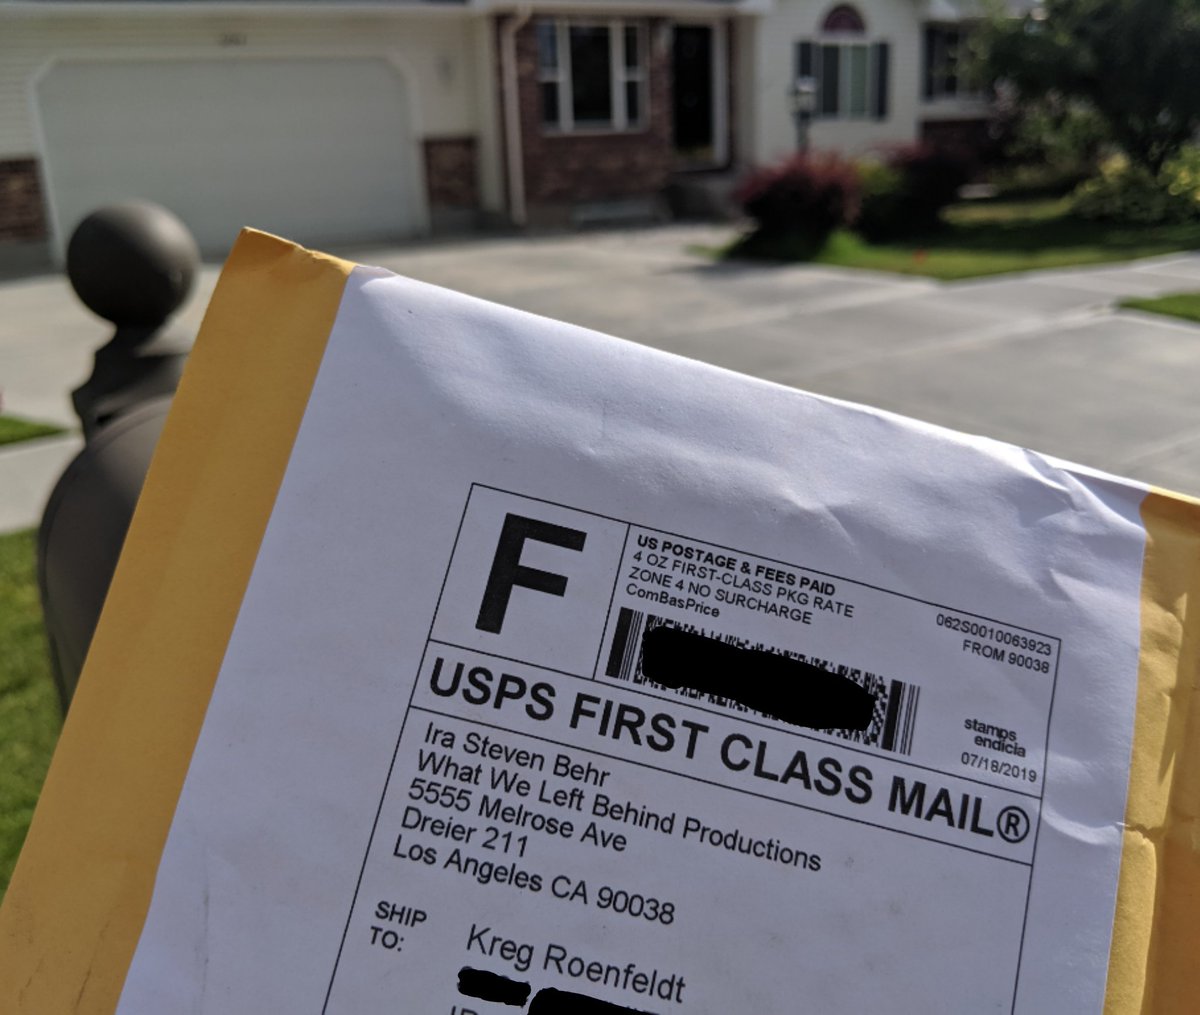 F
US POSTAGE & FEES PAID
4 OZ FIRST-CLASS PKG RATE
ZONE 4 NO SURCHARGE
ComBasPrice
062S0010063923
FROM 90038
stamps
endicia
07/18/2019
USPS FIRST CLASS MAIL®
Ira Steven Behr
What We Left Behind Productions
5555 Melrose Ave
Dreier 211
Los Angeles CA 90038
SHIP
TO:
Kreg Roenfeldt